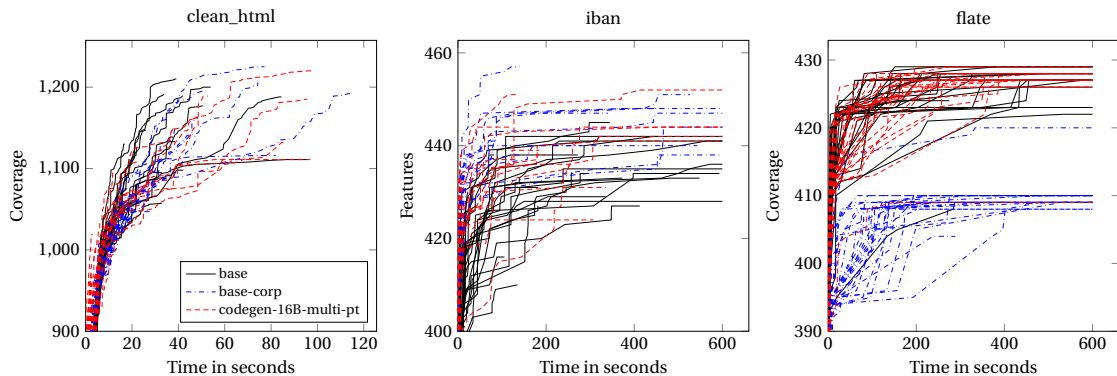 clean_html
Coverage
1,200
1,100
1,000
900
0 20 40 60 80 100 120
Time in seconds
base
base-corp
codegen-16B-multi-pt
iban
Features
460
440
420
400
0 200 400 600
Time in seconds
flate
Coverage
430
420
410
400
390
0 200 400 600
Time in seconds